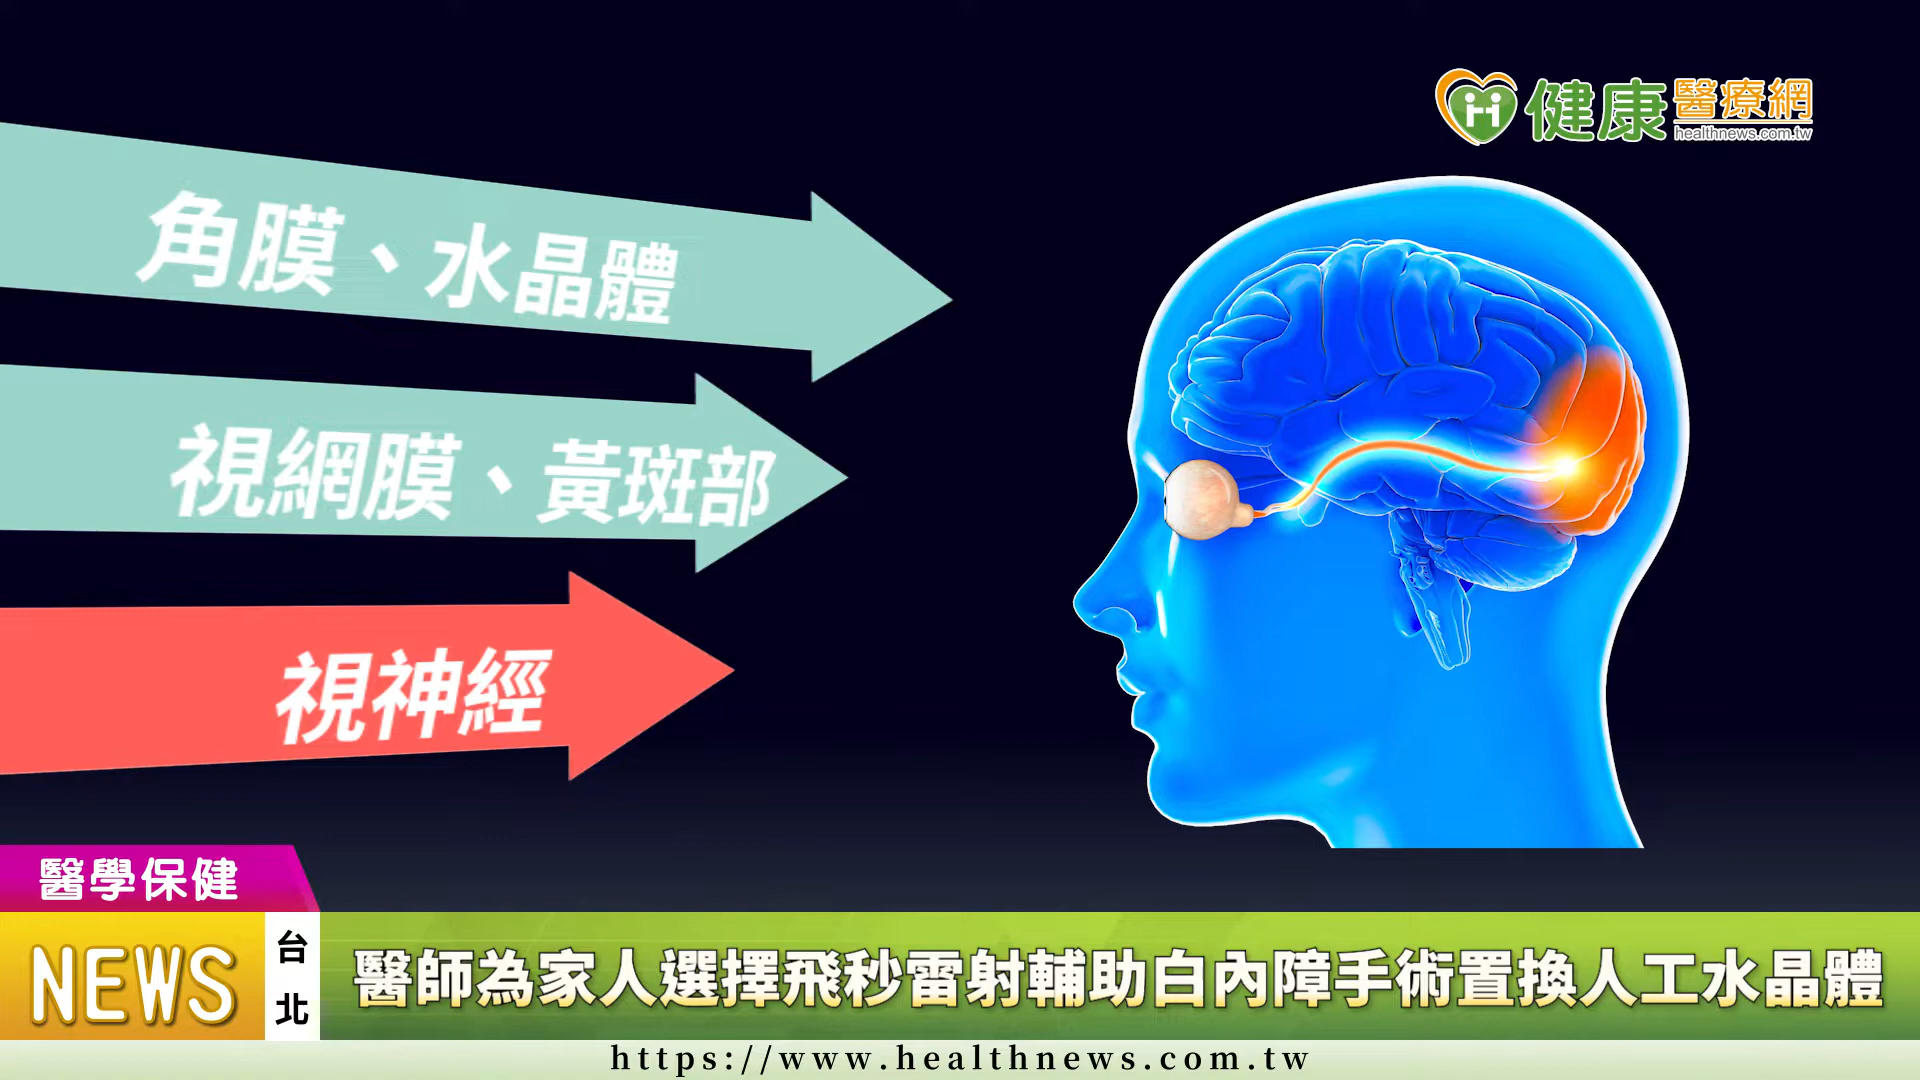 健康醫療網
healthnews.com.tw
角膜、水晶體
視網膜、黃斑部
視神經
醫學保健
NEWS
台北
醫師為家人選擇飛秒雷射輔助白內障手術置換人工水晶體
https://www.healthnews.com.tw